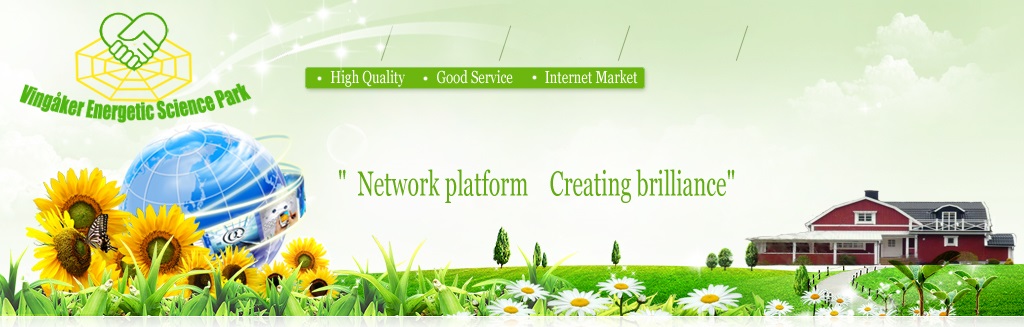 Vingåker Energetic Science Park
• High Quality • Good Service • Internet Market
" Network platform Creating brilliance"